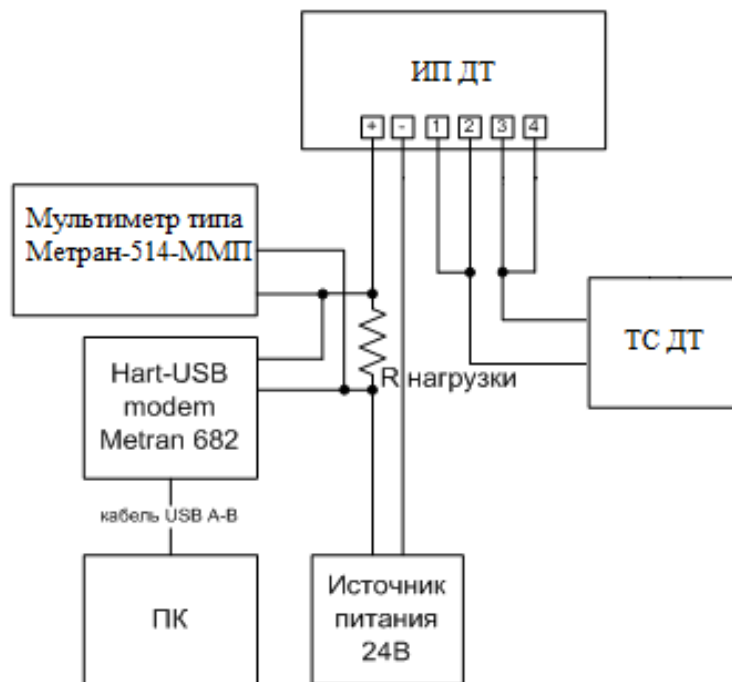 ИП ДТ
+ - 1 2 3 4
Мультиметр типа
Метран-514-ММП
ТС ДТ
R нагрузки
Hart-USB
modem
Metran 682
кабель USB A-B
ПК
Источник
питания
24В